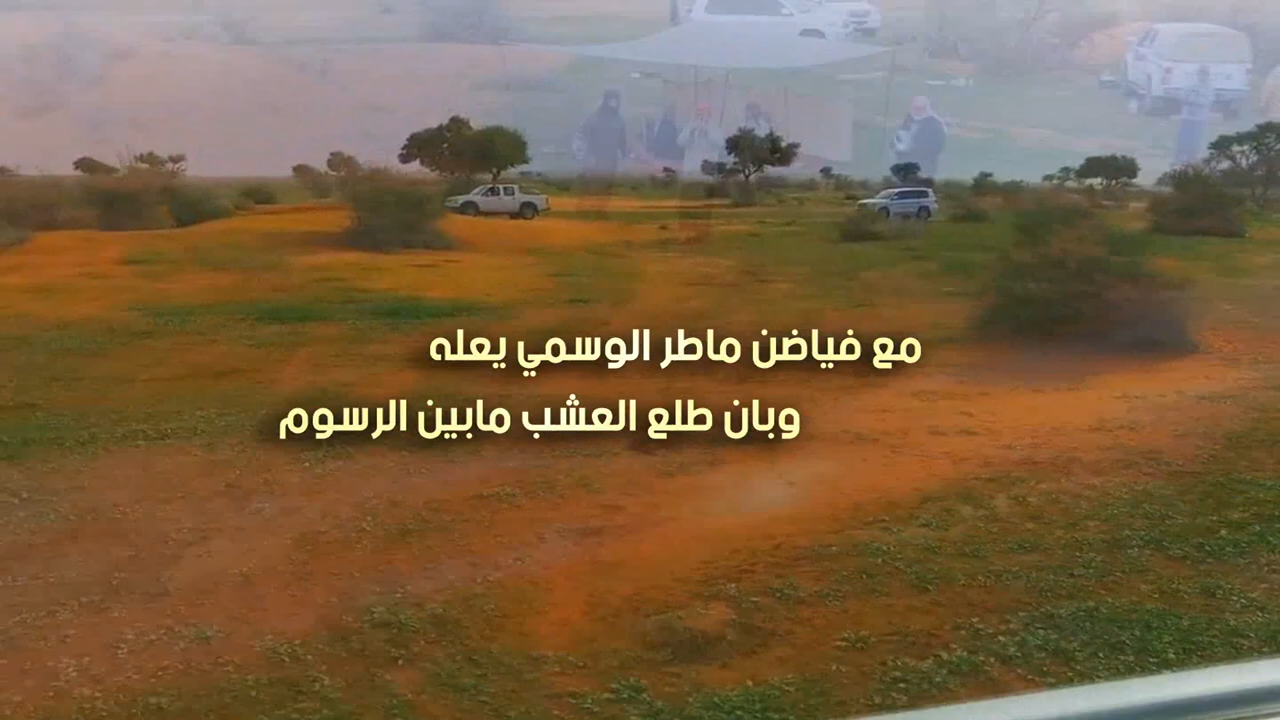 مع فياضن ماطر الوسمي يعله
وبان طلع العشب مابين الرسوم